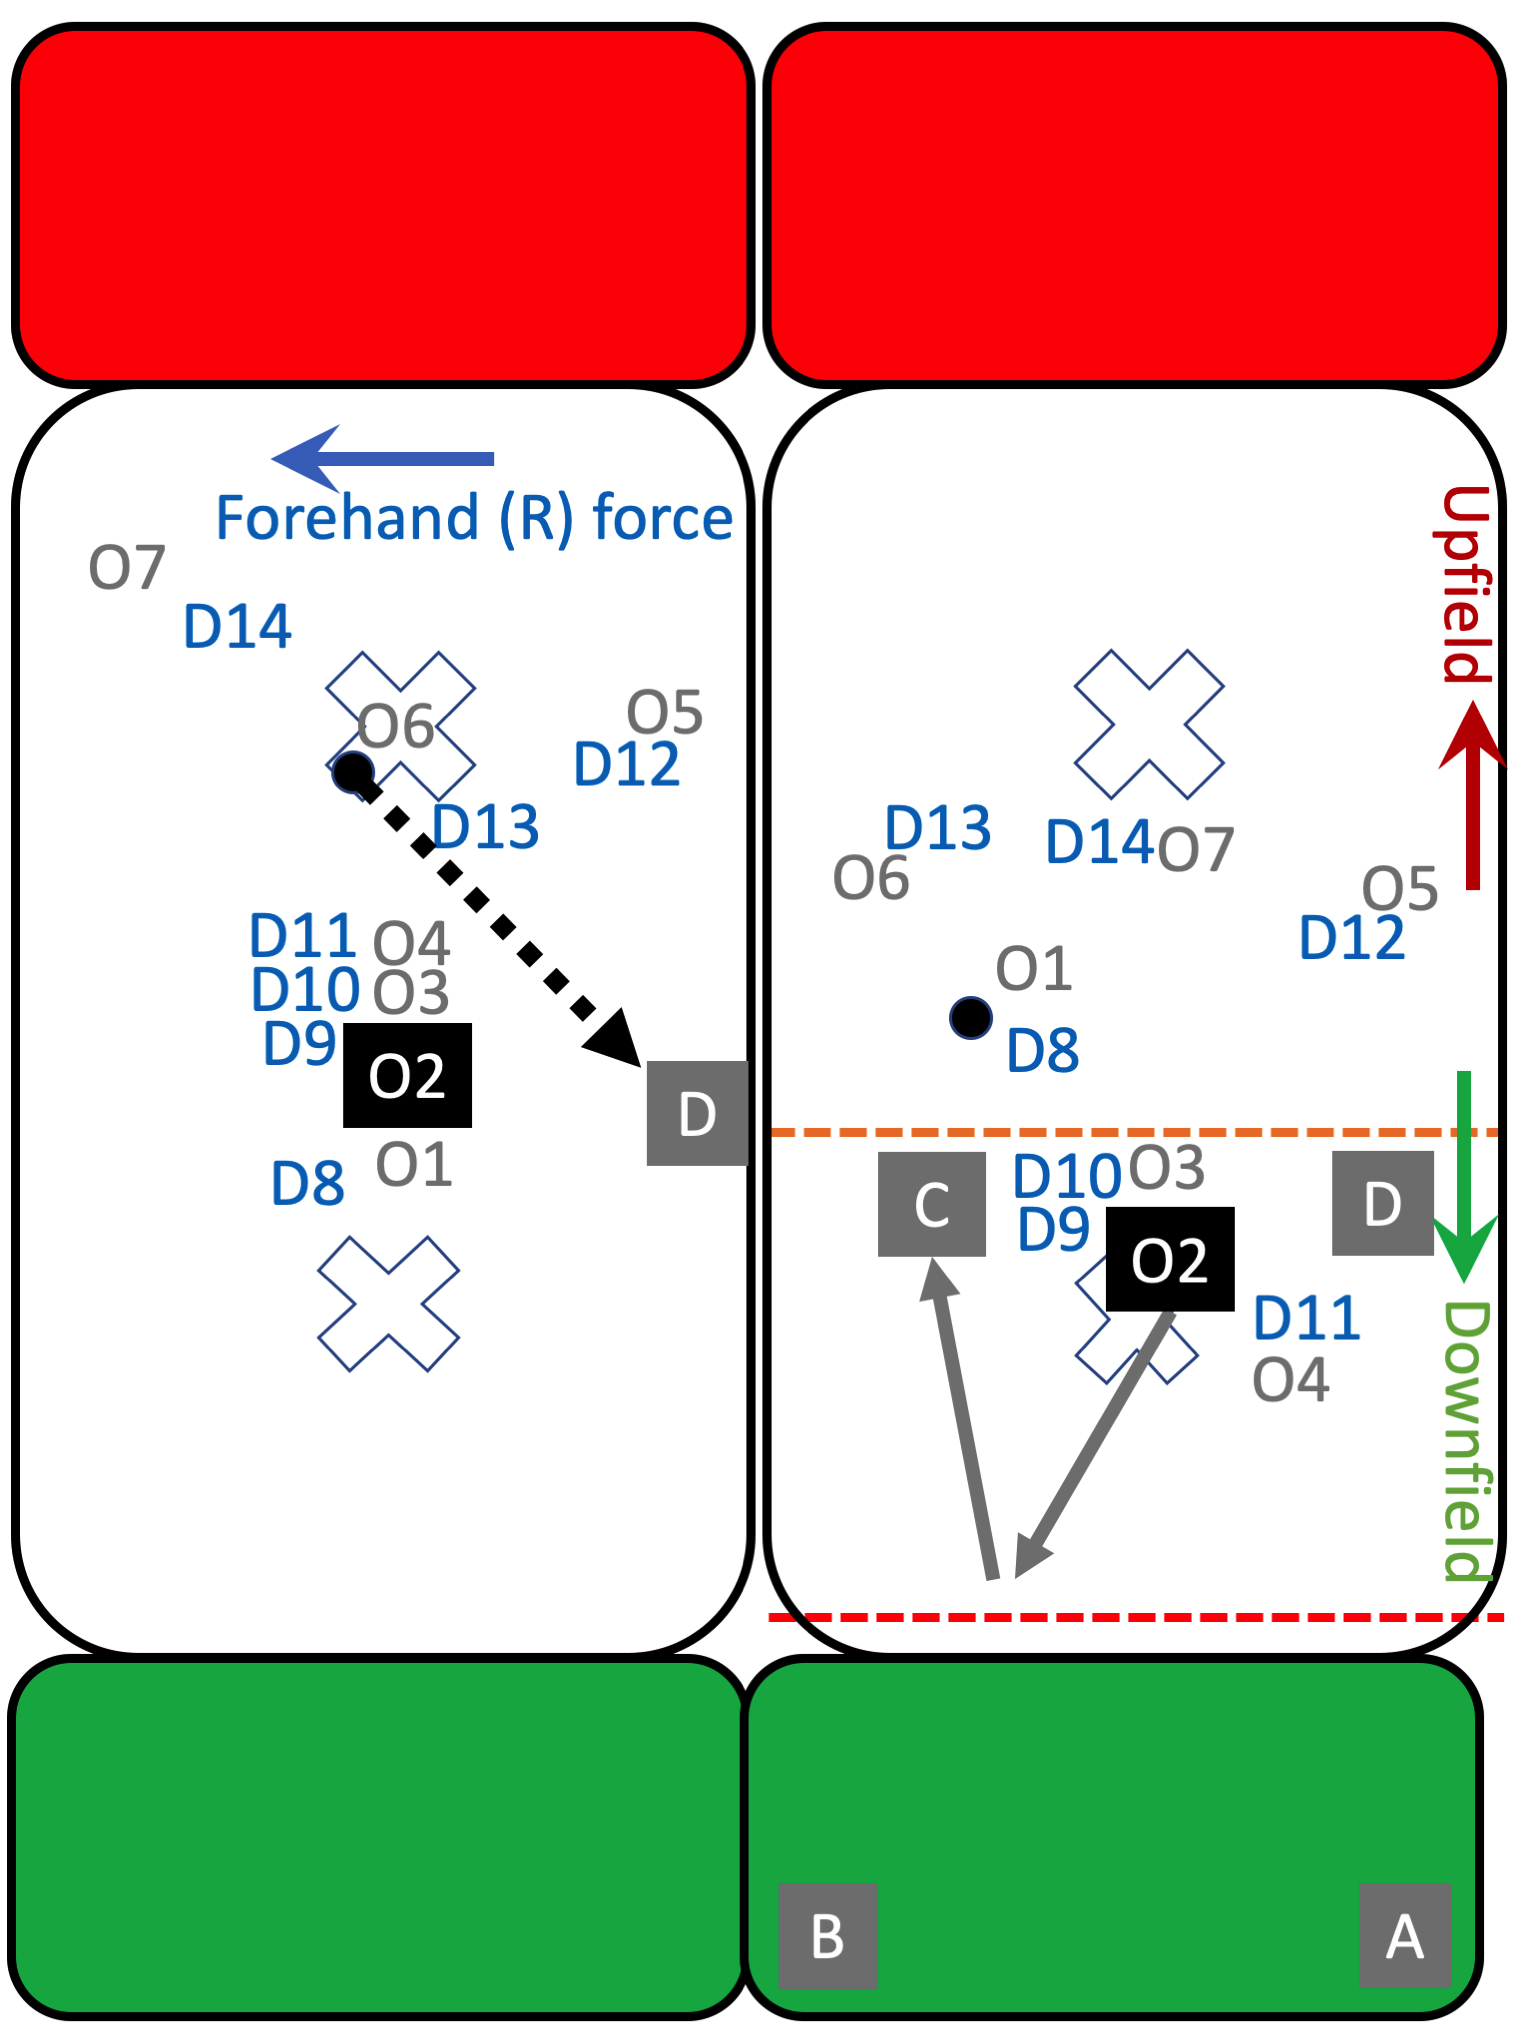 Forehand (R) force
O7
D14
O6
O5
D12
D13
D11 O4
D10 O3
D9
O2
O1
D8
D
Upfield
D13
D14 O7
O6
O5
D12
O1
D8
C
D10 O3
D
D9
O2
D11
O4
Downfield
B
A